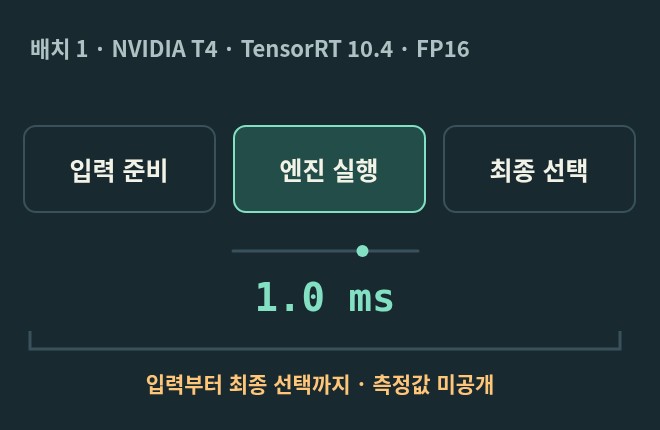 배치 1 · NVIDIA T4 · TensorRT 10.4 · FP16
입력 준비
엔진 실행
최종 선택
1.0 ms
입력부터 최종 선택까지 · 측정값 미공개